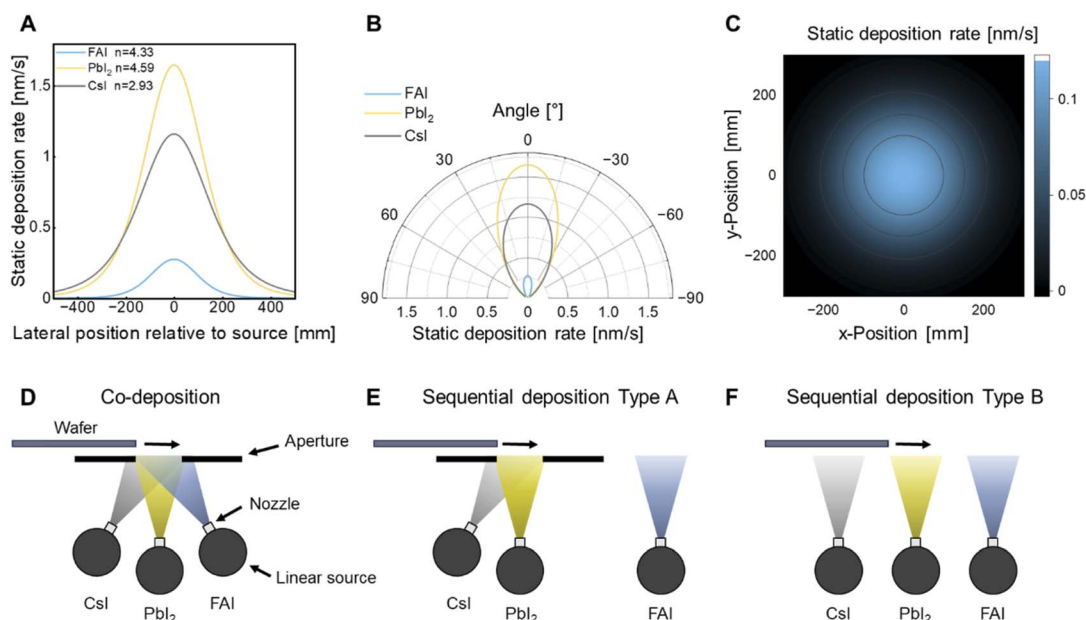 A
Static deposition rate [nm/s]
FAI n=4.33
PbI₂ n=4.59
CsI n=2.93
1.5
1
0.5
0
−400 −200 0 200 400
Lateral position relative to source [mm]
B
FAI
PbI₂
CsI
Angle [°]
0
30 −30
60 −60
90 −90
1.5 1.0 0.5 0 0.5 1.0 1.5
Static deposition rate [nm/s]
C
Static deposition rate [nm/s]
y-Position [mm]
200
0
−200
−200 0 200
x-Position [mm]
0.1
0.05
0
D Co-deposition
Wafer
Aperture
Nozzle
Linear source
CsI PbI₂ FAI
E Sequential deposition Type A
CsI PbI₂ FAI
F Sequential deposition Type B
CsI PbI₂ FAI